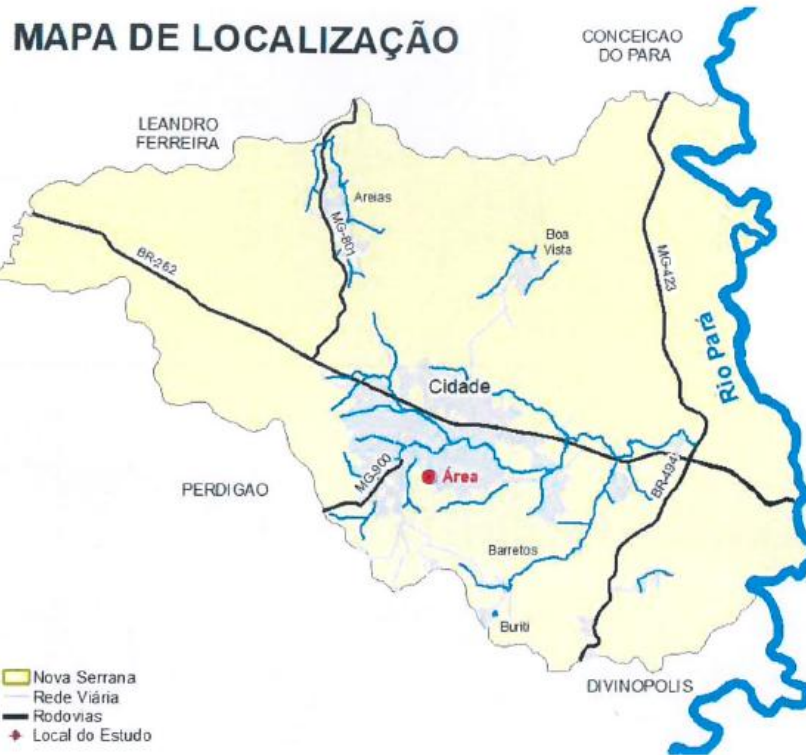 MAPA DE LOCALIZAÇÃO
CONCEICAO
DO PARA
LEANDRO
FERREIRA
Areias
MG-801
Boa
Vista
BR-262
MG-423
Rio Pará
Cidade
MG-900
Área
BR-494
PERDIGAO
Barretos
Buriti
DIVINOPOLIS
Nova Serrana
Rede Viária
Rodovias
Local do Estudo